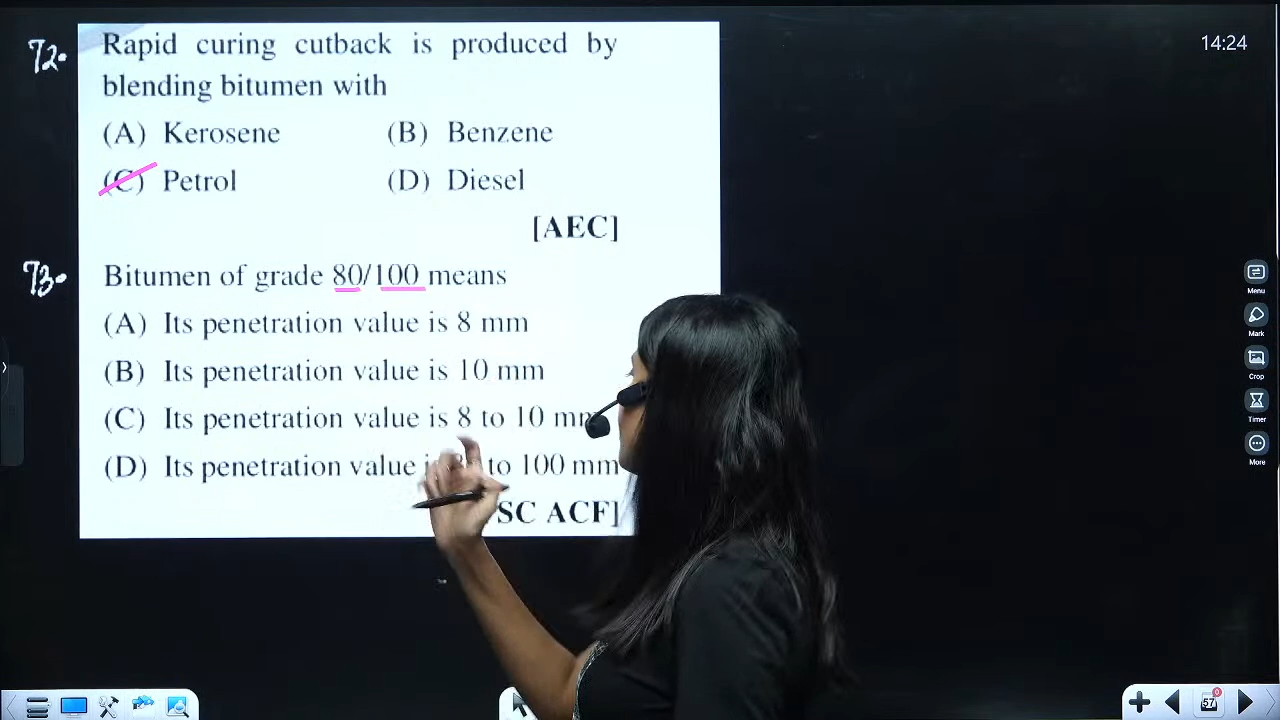 14:24
72.
Rapid curing cutback is produced by
blending bitumen with
(A) Kerosene (B) Benzene
(C) Petrol (D) Diesel
[AEC]
73.
Bitumen of grade 80/100 means
(A) Its penetration value is 8 mm
(B) Its penetration value is 10 mm
(C) Its penetration value is 8 to 10 mm
(D) Its penetration value to 100 mm
SC ACF]
Menu
Mark
Crop
Timer
More
57